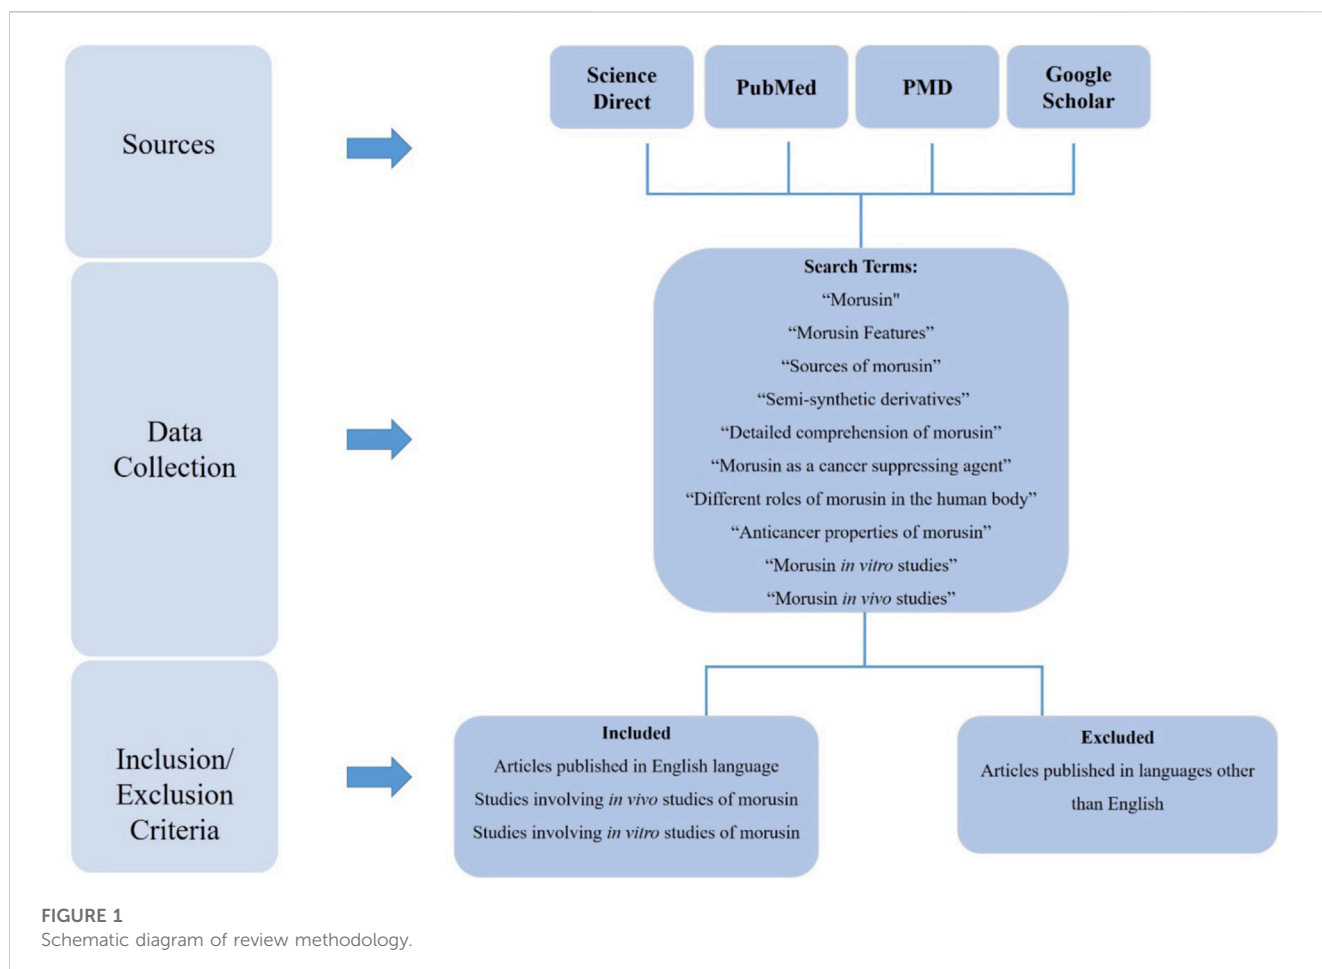 Sources
Science
Direct
PubMed
PMD
Google
Scholar
Data
Collection
Search Terms:
“Morusin"
“Morusin Features”
“Sources of morusin”
“Semi-synthetic derivatives”
“Detailed comprehension of morusin”
“Morusin as a cancer suppressing agent”
“Different roles of morusin in the human body”
“Anticancer properties of morusin”
“Morusin in vitro studies”
“Morusin in vivo studies”
Inclusion/
Exclusion
Criteria
Included
Articles published in English language
Studies involving in vivo studies of morusin
Studies involving in vitro studies of morusin
Excluded
Articles published in languages other
than English
FIGURE 1
Schematic diagram of review methodology.